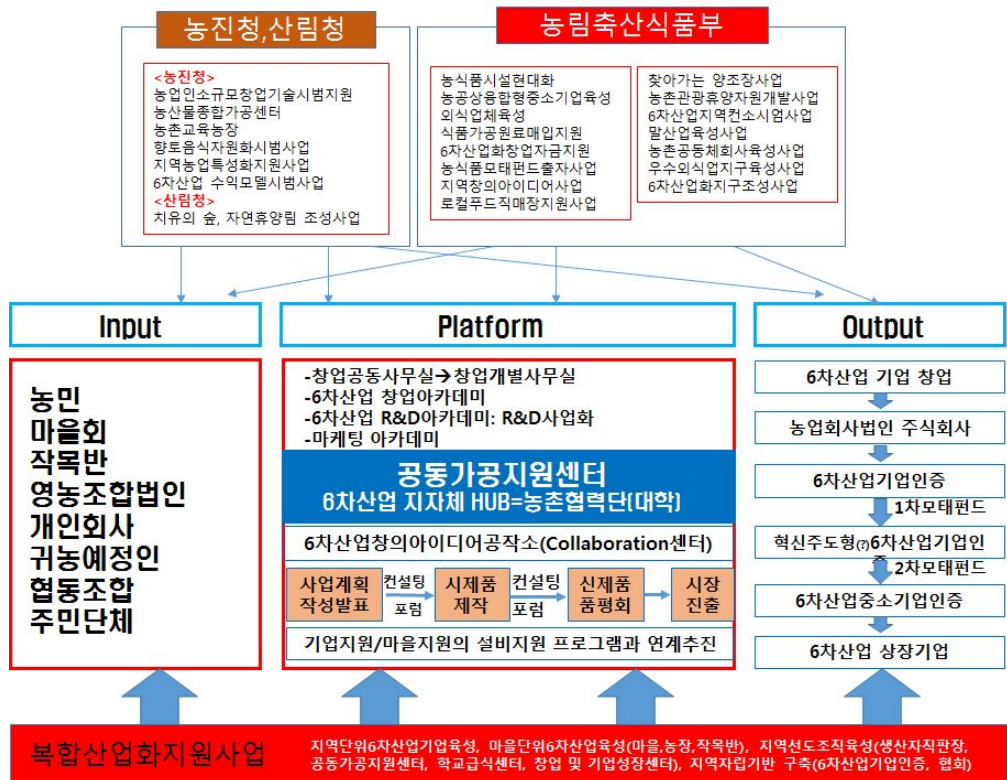 농진청,산림청
<농진청>
농업인소규모창업기술시범지원
농산물종합가공센터
농촌교육농장
향토음식자원화시범사업
지역농업특성화지원사업
6차산업 수익모델시범사업
<산림청>
치유의 숲, 자연휴양림 조성사업
농림축산식품부
농식품시설현대화
농공상융합형중소기업육성
외식업체육성
식품가공원료매입지원
6차산업화창업자금지원
농식품모태펀드출자사업
지역창의아이디어사업
로컬푸드직매장지원사업
찾아가는 양조장사업
농촌관광휴양자원개발사업
6차산업지역컨소시엄사업
말산업육성사업
농촌공동체회사육성사업
우수외식업지구육성사업
6차산업화지구조성사업
Input
농민
마을회
작목반
영농조합법인
개인회사
귀농예정인
협동조합
주민단체
Platform
-창업공동사무실→창업개별사무실
-6차산업 창업아카데미
-6차산업 R&D아카데미: R&D사업화
-마케팅 아카데미
공동가공지원센터
6차산업 지자체 HUB=농촌협력단(대학)
6차산업창의아이디어공작소(Collaboration센터)
사업계획
작성발표
컨설팅
포럼
시제품
제작
컨설팅
포럼
신제품
품평회
시장
진출
기업지원/마을지원의 설비지원 프로그램과 연계추진
Output
6차산업 기업 창업
농업회사법인 주식회사
6차산업기업인증
1차모태펀드
혁신주도형(?)6차산업기업인
증
2차모태펀드
6차산업중소기업인증
6차산업 상장기업
복합산업화지원사업
지역단위6차산업기업육성, 마을단위6차산업육성(마을,농장,작목반), 지역선도조직육성(생산자직판장,
공동가공지원센터, 학교급식센터, 창업 및 기업성장센터), 지역자립기반 구축(6차산업기업인증, 협회)